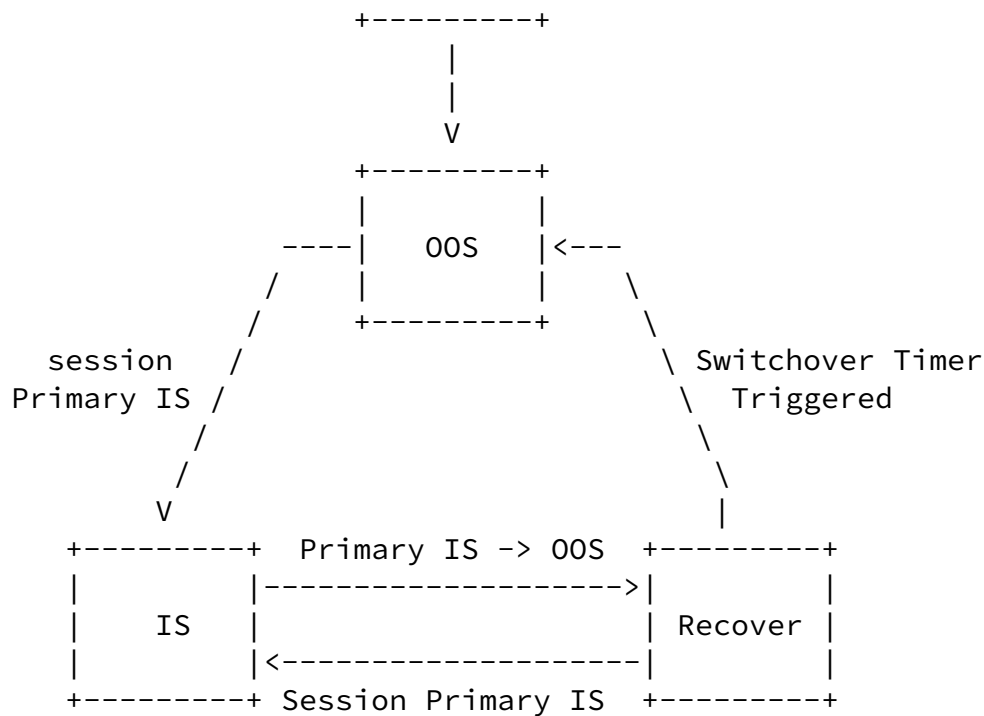 OOS
session
Switchover Timer
Primary IS
Triggered
Primary IS -> OOS
IS
Recover
Session Primary IS